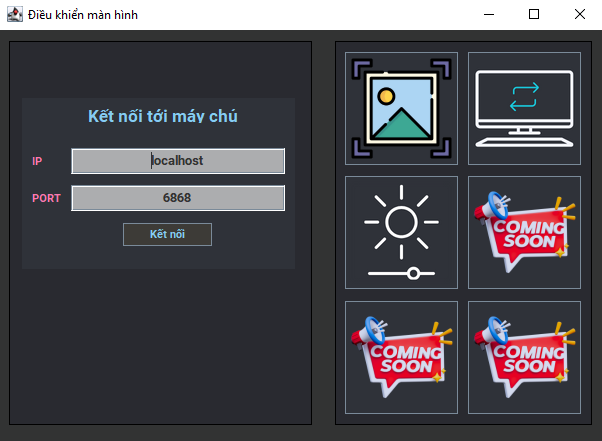 Điều khiển màn hình
Kết nối tới máy chủ
IP
localhost
PORT
6868
Kết nối
COMING
SOON
COMING
SOON
COMING
SOON